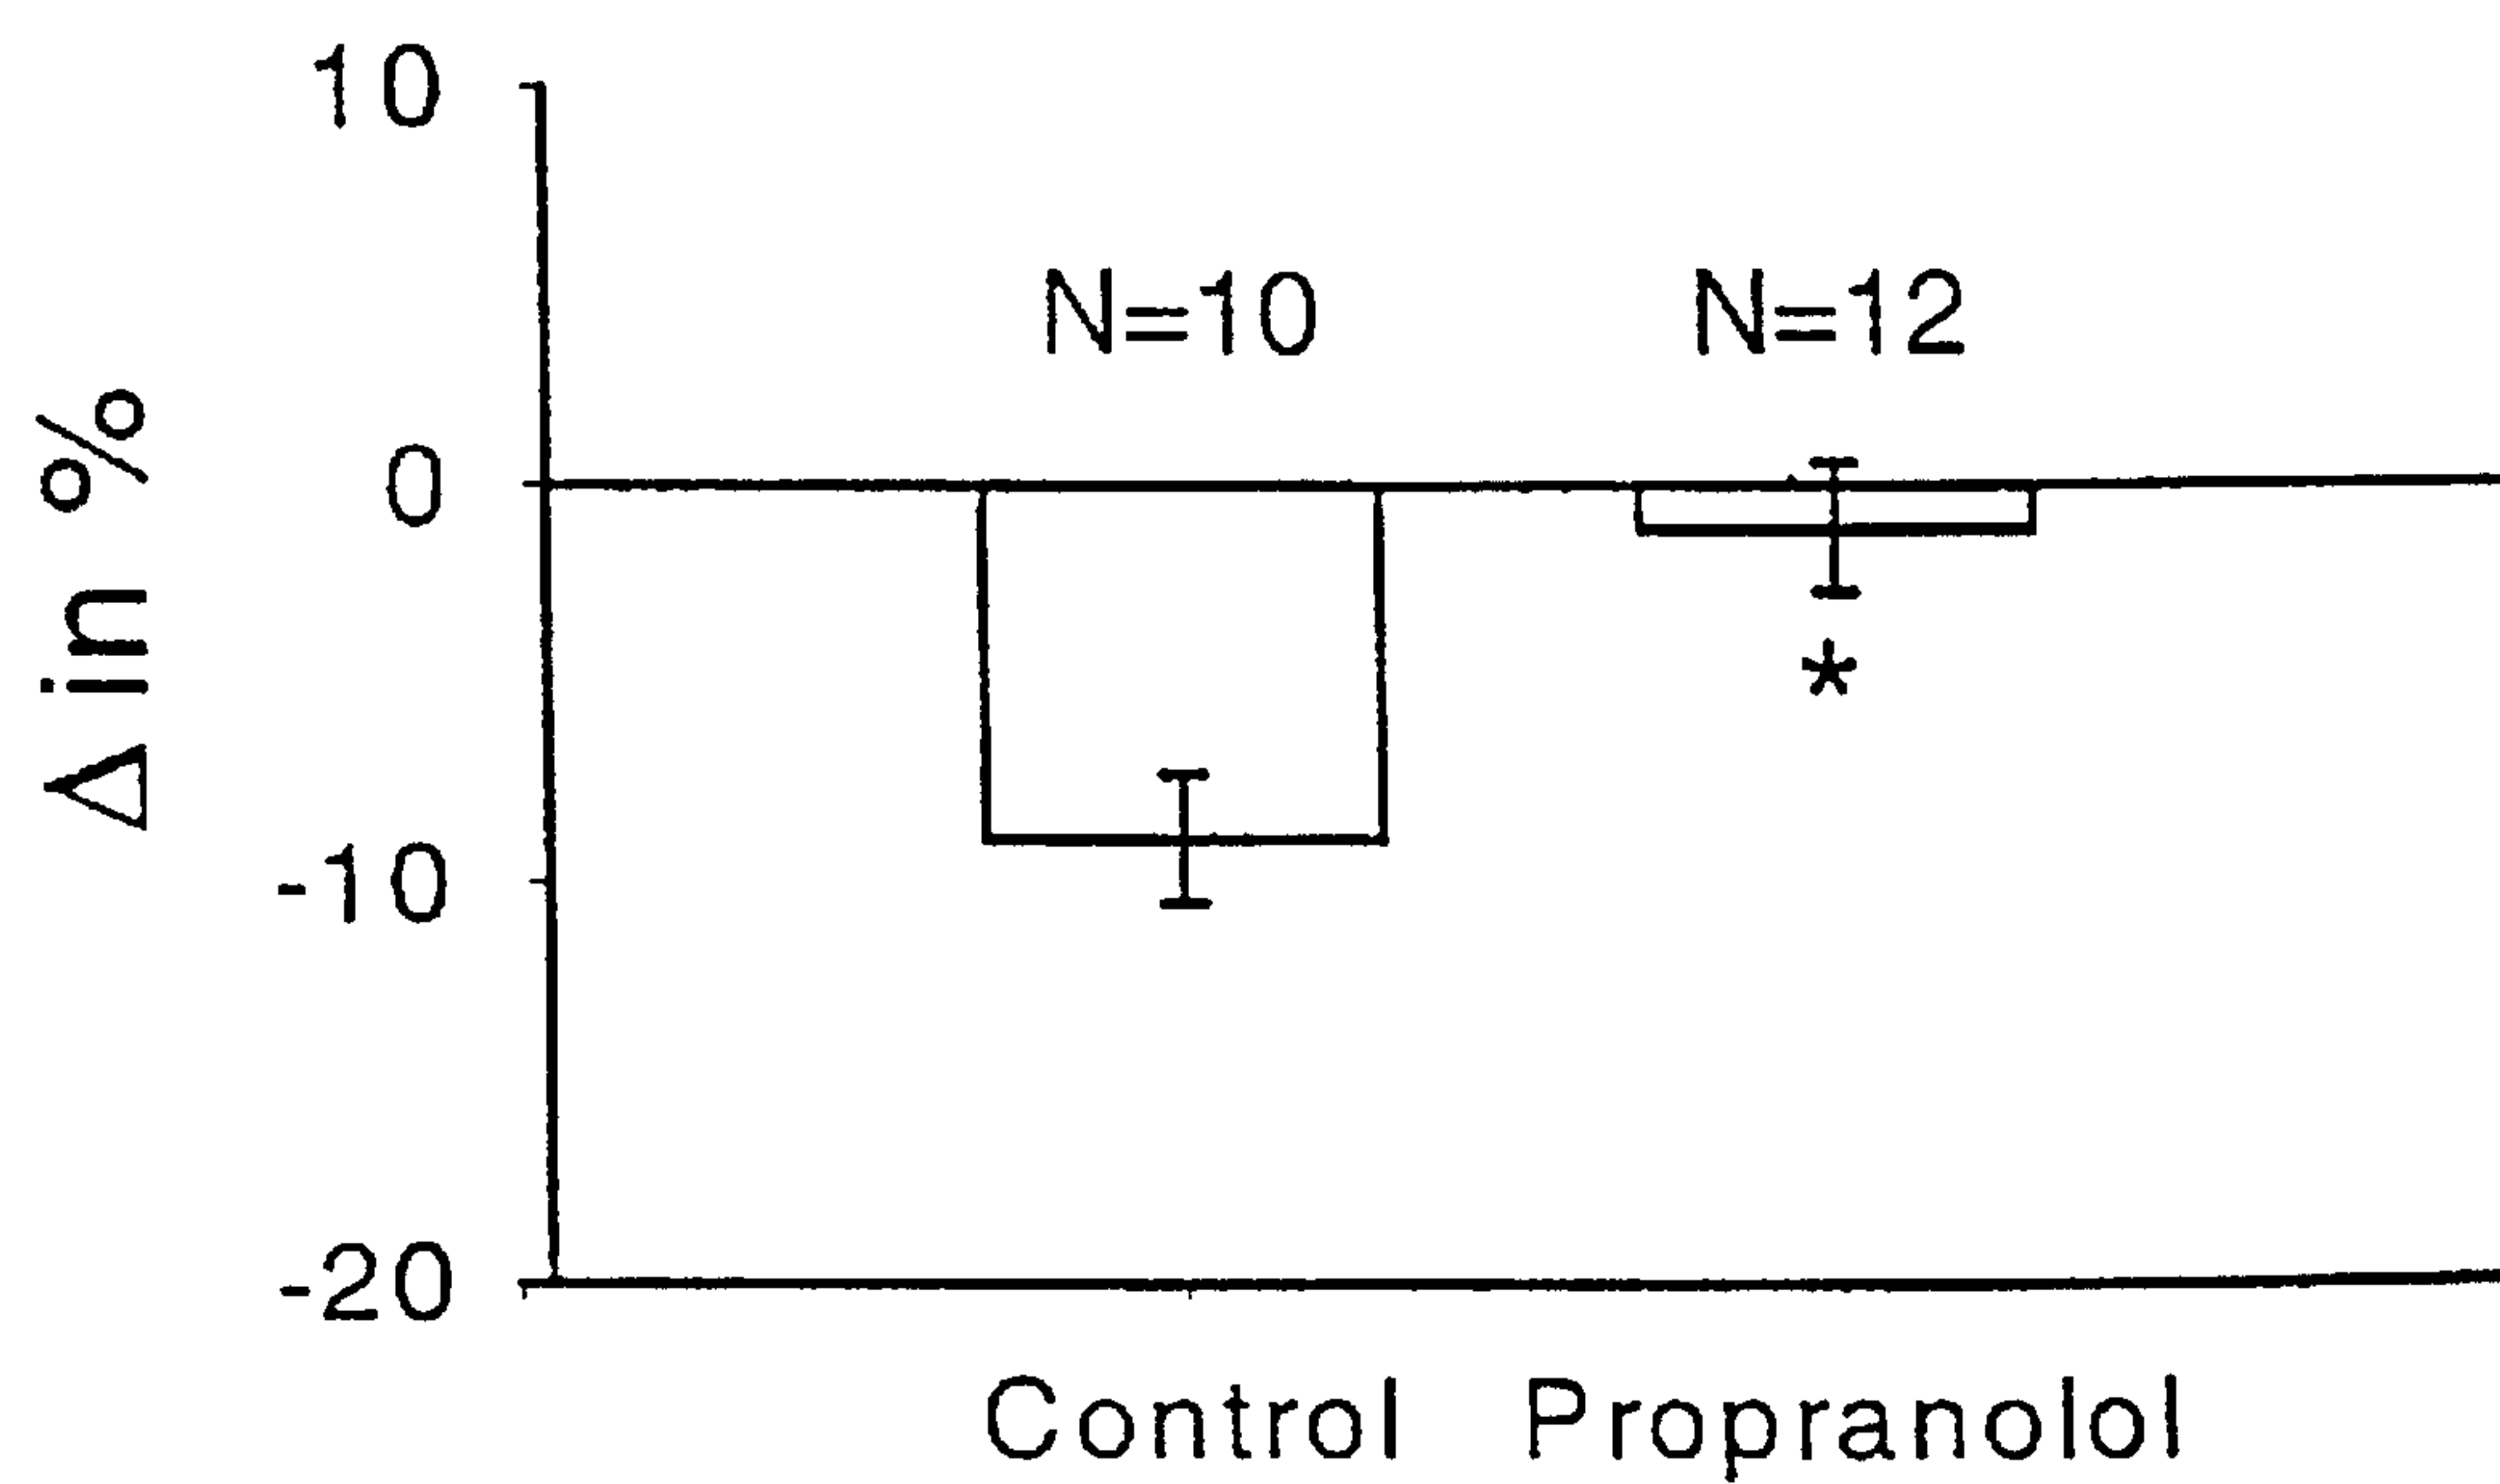 10
N=10 N=12
0
Δ in %
*
-10
-20
Control Propranolol